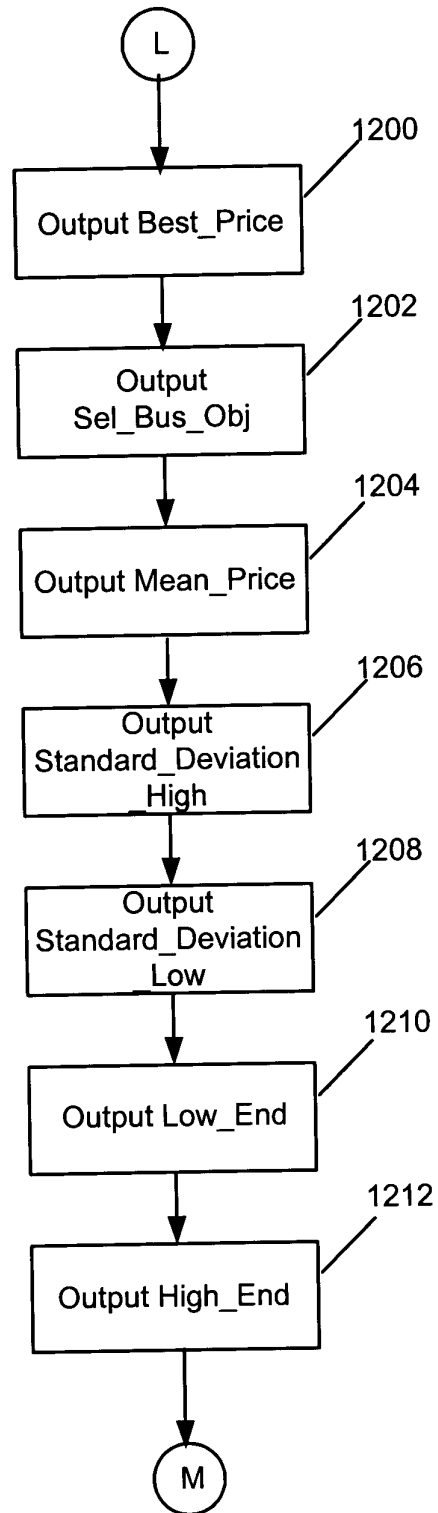 L
1200
Output Best_Price
1202
Output
Sel_Bus_Obj
1204
Output Mean_Price
1206
Output
Standard_Deviation
_High
1208
Output
Standard_Deviation
_Low
1210
Output Low_End
1212
Output High_End
M